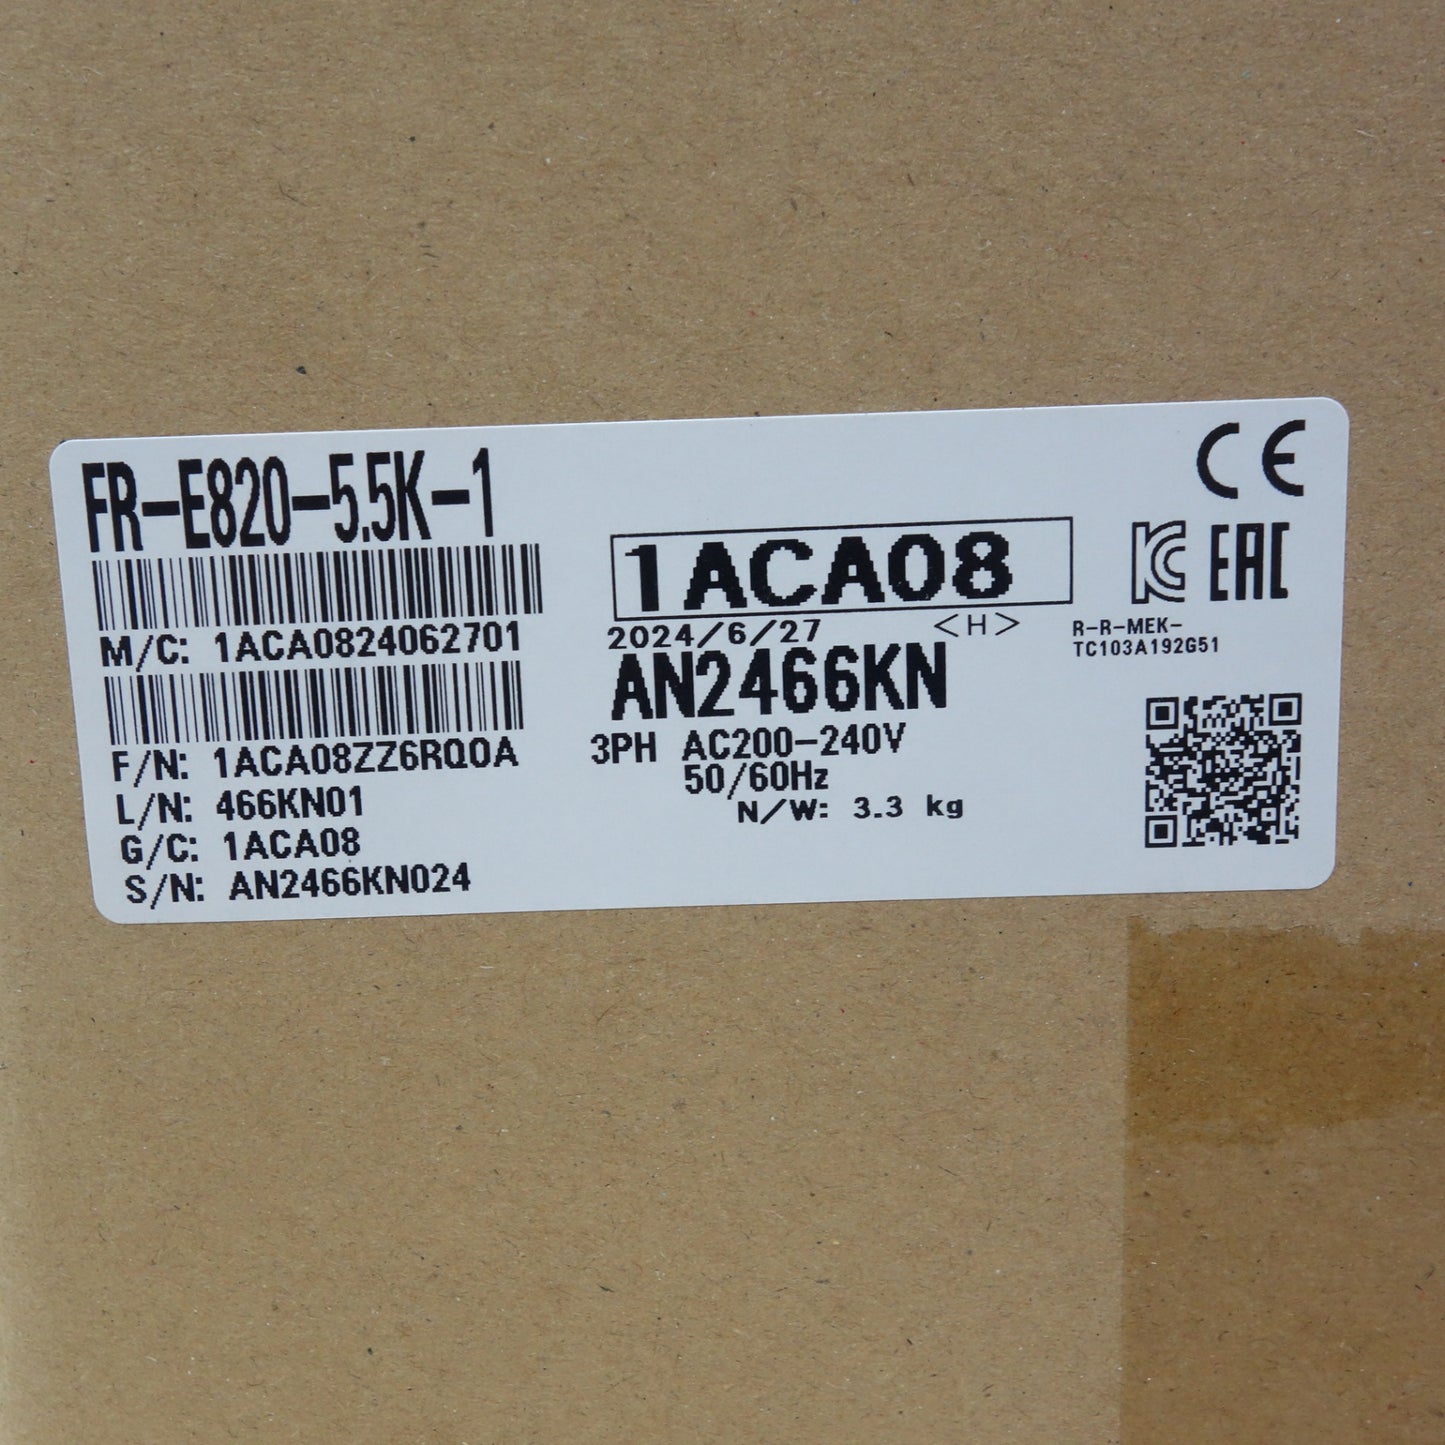 FR-E820-5.5K-1
M/C: 1ACA0824062701
F/N: 1ACA08ZZ6RQ0A
L/N: 466KN01
G/C: 1ACA08
S/N: AN2466KN024
1ACA08
2024/6/27 <H>
AN2466KN
3PH AC200-240V
50/60Hz
N/W: 3.3 kg
CE
KC EAC
R-R-MEK-
TC103A192G51